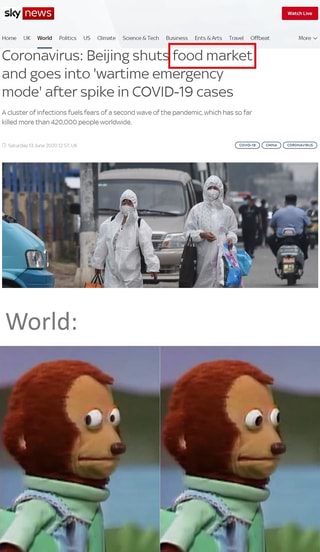 sky news
Watch Live
Home UK World Politics US Climate Science & Tech Business Ents & Arts Travel Offbeat More
Coronavirus: Beijing shuts food market
and goes into 'wartime emergency
mode' after spike in COVID-19 cases
A cluster of infections fuels fears of a second wave of the pandemic, which has so far
killed more than 420,000 people worldwide.
Saturday 13 June 2020 12:57, UK
COVID-19 CHINA CORONAVIRUS
World: